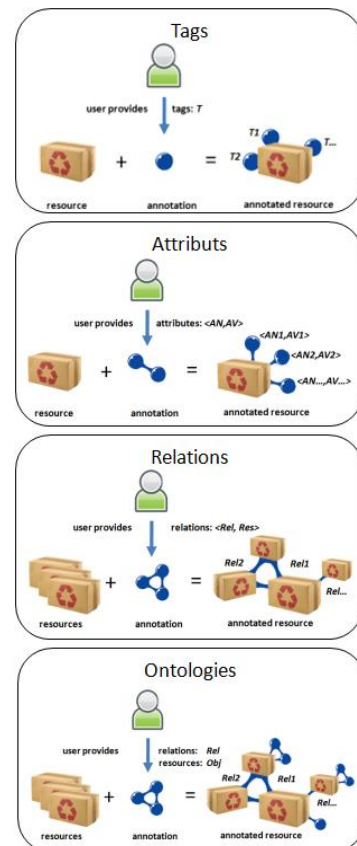 Tags
user provides tags: T
T1
T...
T2
+ =
resource annotation annotated resource
Attributs
user provides attributes: <AN,AV>
<AN1,AV1>
<AN2,AV2>
+ =
<AN...,AV...>
resource annotation annotated resource
Relations
user provides relations: <Rel, Res>
Rel2 Rel1
+ =
Rel...
resources annotation annotated resource
Ontologies
user provides relations: Rel
resources: Obj
Rel2 Rel1
+ =
Rel...
resources annotation annotated resource